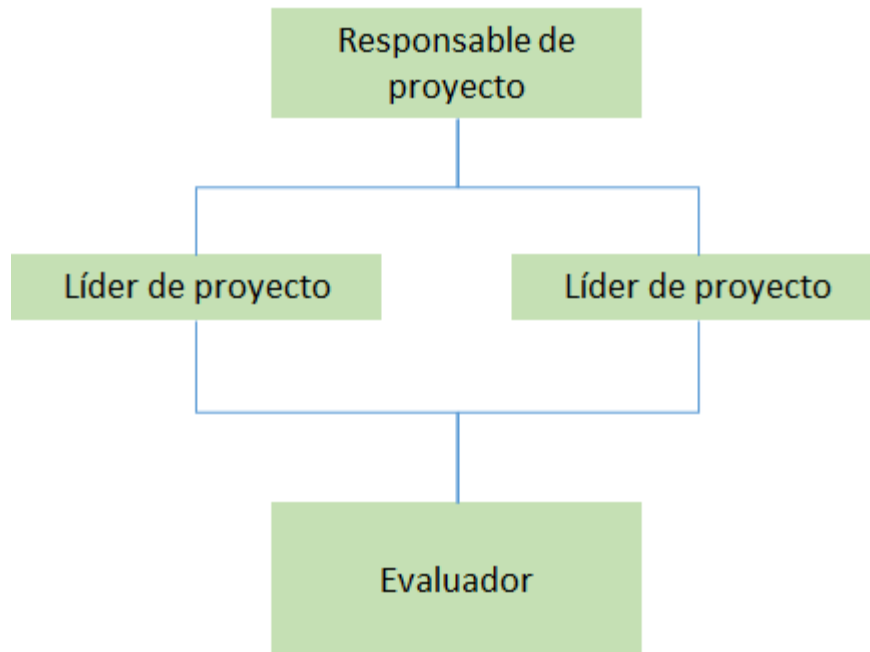 Responsable de
proyecto
Líder de proyecto
Líder de proyecto
Evaluador